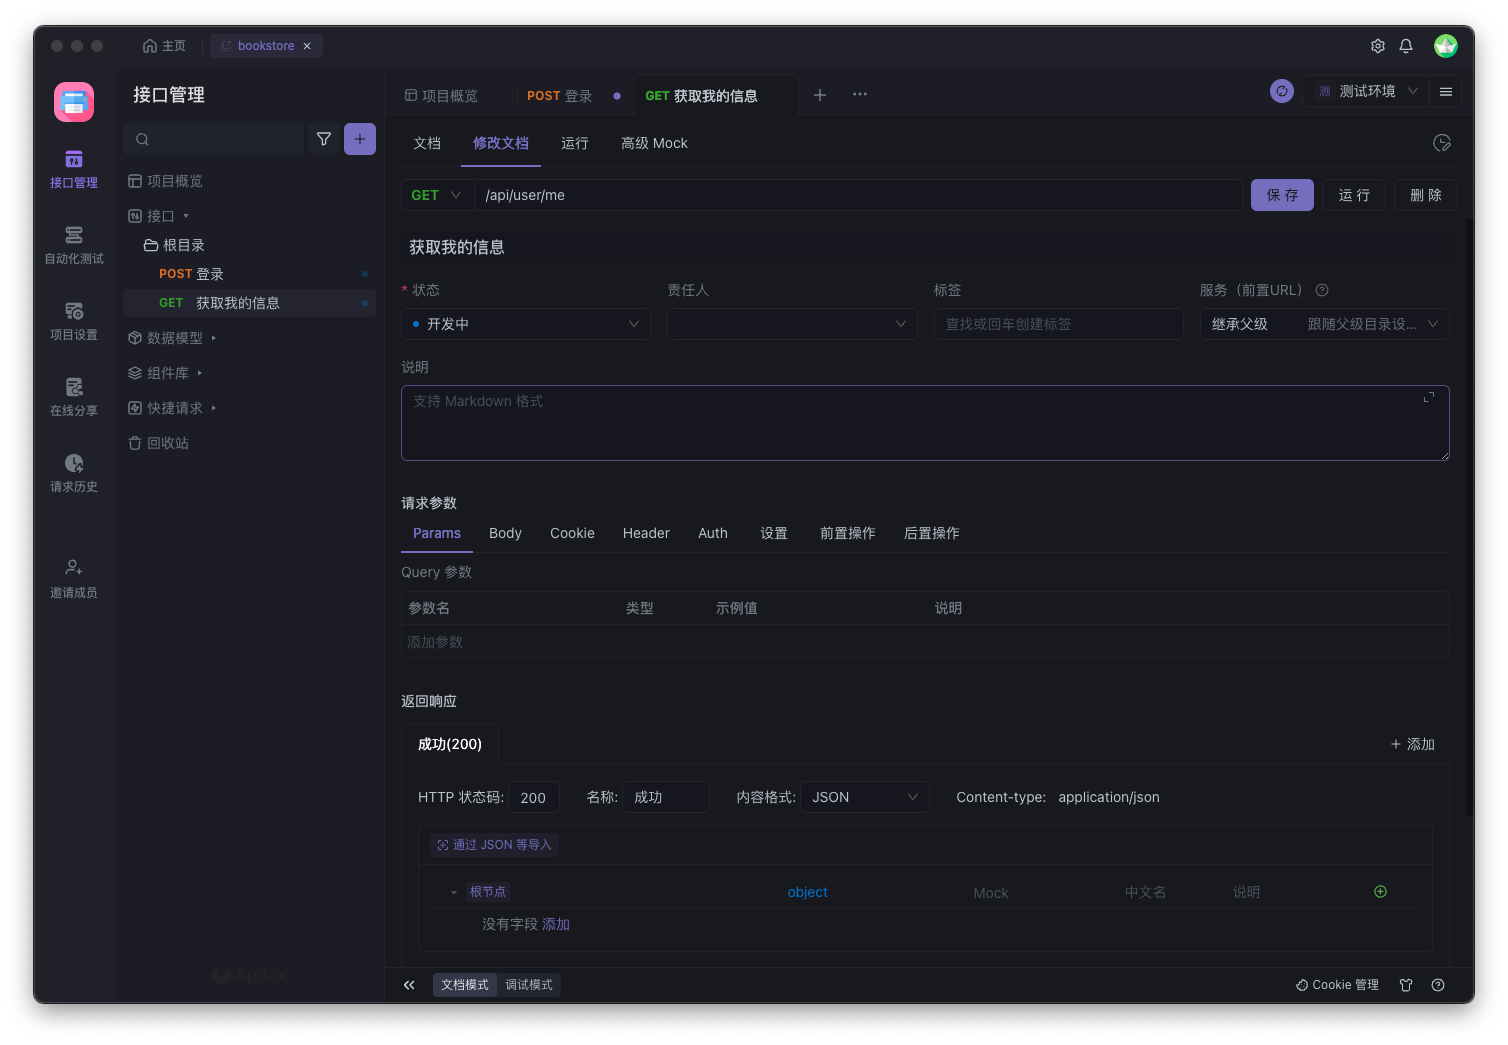 主页
bookstore
接口管理
项目概览
POST 登录
GET 获取我的信息
测 测试环境
接口管理
自动化测试
项目设置
在线分享
请求历史
邀请成员
项目概览
接口
根目录
POST 登录
GET 获取我的信息
数据模型
组件库
快捷请求
回收站
Apifox
文档 修改文档 运行 高级 Mock
GET /api/user/me 保 存 运 行 删 除
获取我的信息
* 状态 责任人 标签 服务（前置URL）
开发中 查找或回车创建标签 继承父级 跟随父级目录设...
说明
支持 Markdown 格式
请求参数
Params Body Cookie Header Auth 设置 前置操作 后置操作
Query 参数
参数名 类型 示例值 说明
添加参数
返回响应
成功(200) 添加
HTTP 状态码: 200 名称: 成功 内容格式: JSON Content-type: application/json
通过 JSON 等导入
根节点 object Mock 中文名 说明
没有字段 添加
文档模式 调试模式 Cookie 管理